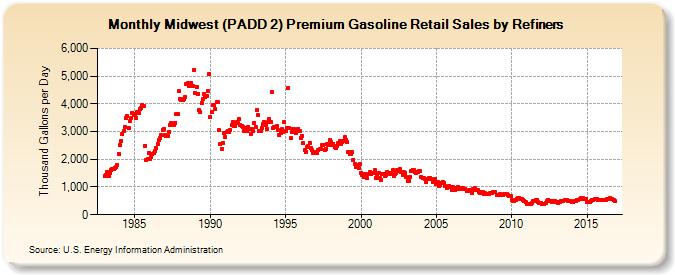 Monthly Midwest (PADD 2) Premium Gasoline Retail Sales by Refiners
Thousand Gallons per Day
6,000
5,000
4,000
3,000
2,000
1,000
0
1985 1990 1995 2000 2005 2010 2015
Source: U.S. Energy Information Administration